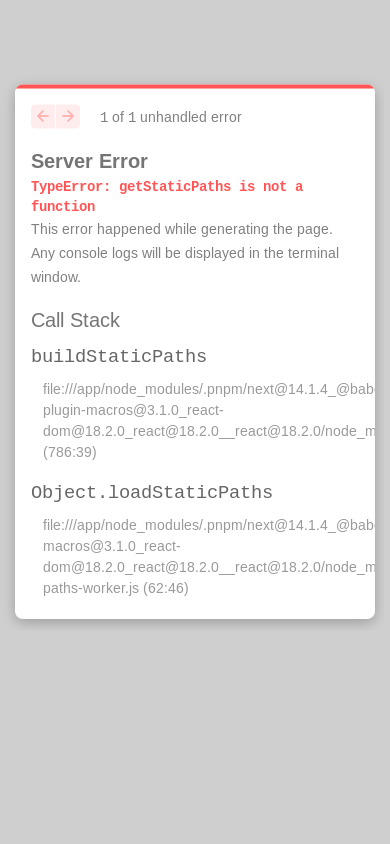 1 of 1 unhandled error
Server Error
TypeError: getStaticPaths is not a
function
This error happened while generating the page.
Any console logs will be displayed in the terminal
window.
Call Stack
buildStaticPaths
file:///app/node_modules/.pnpm/next@14.1.4_@bab
plugin-macros@3.1.0_react-
dom@18.2.0_react@18.2.0__react@18.2.0/node_m
(786:39)
Object.loadStaticPaths
file:///app/node_modules/.pnpm/next@14.1.4_@bab
macros@3.1.0_react-
dom@18.2.0_react@18.2.0__react@18.2.0/node_m
paths-worker.js (62:46)